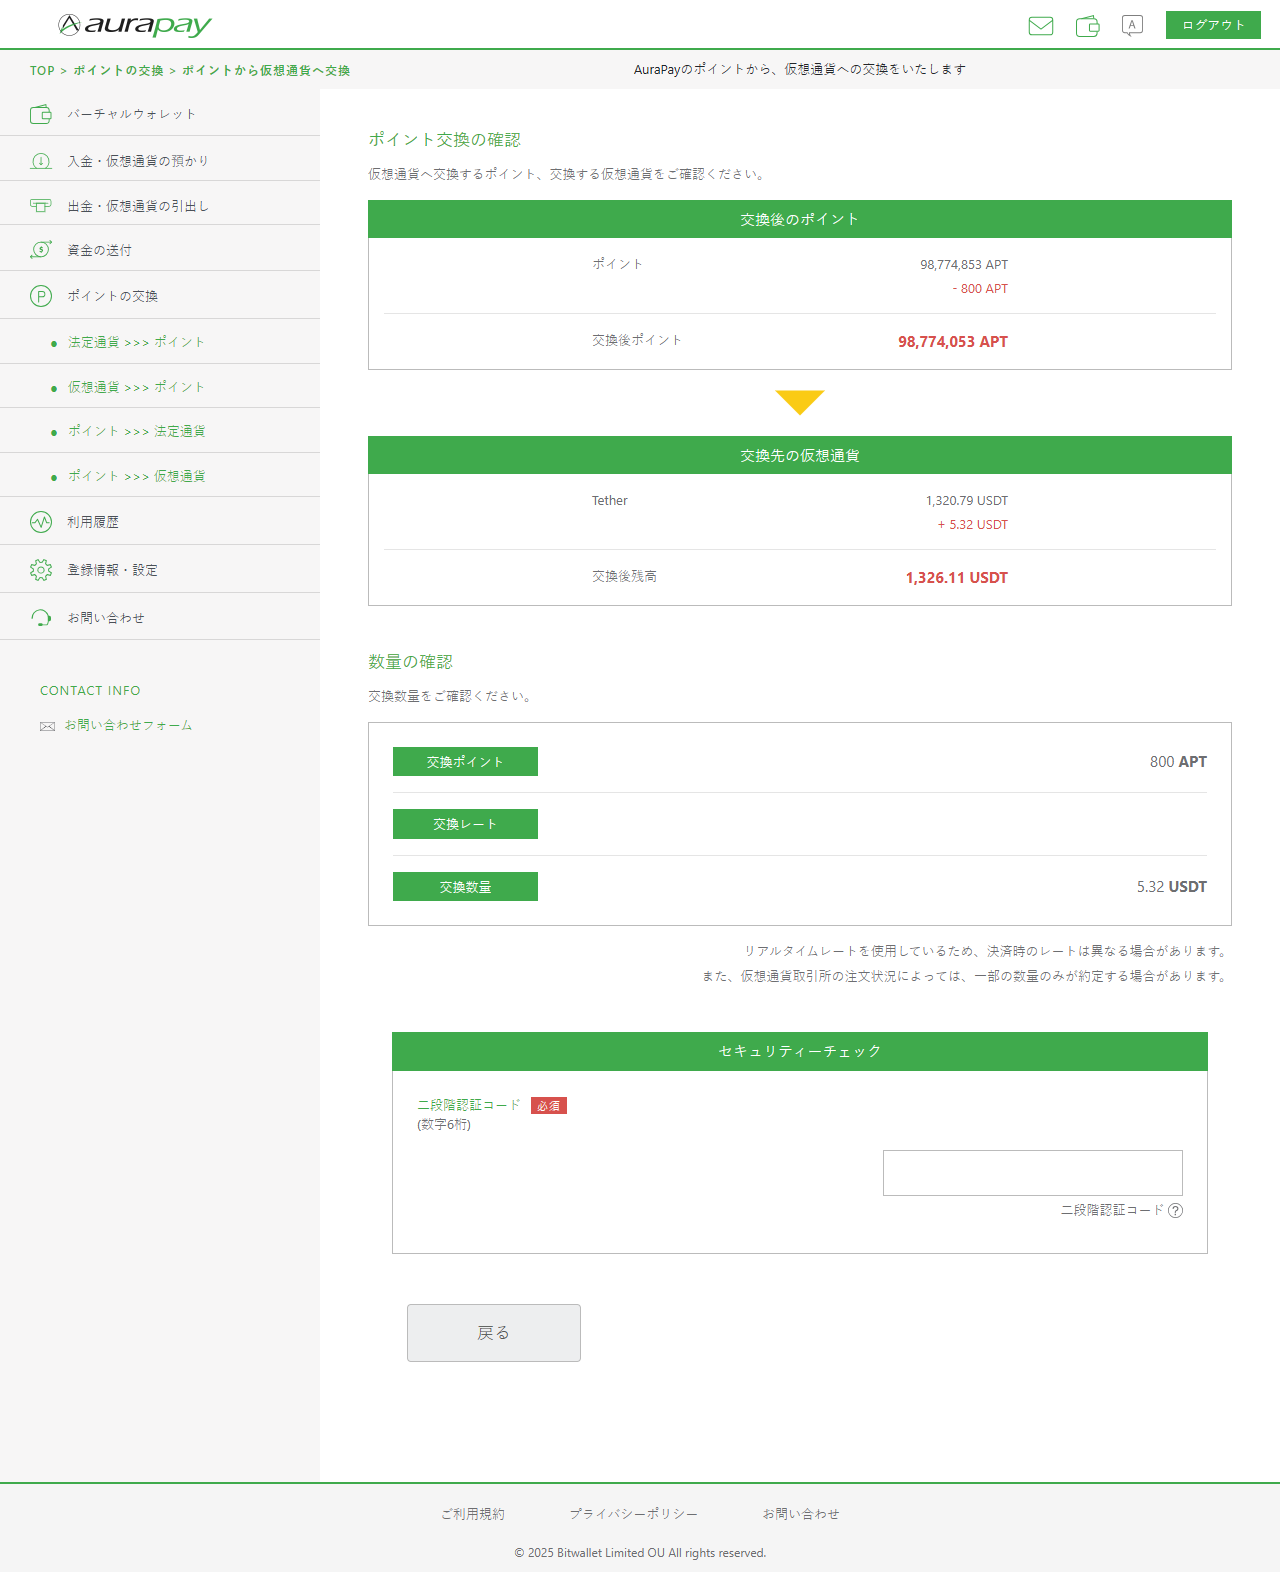 aurapay
A
ログアウト
TOP > ポイントの交換 > ポイントから仮想通貨へ交換
AuraPayのポイントから、仮想通貨への交換をいたします
バーチャルウォレット
入金・仮想通貨の預かり
出金・仮想通貨の引出し
資金の送付
ポイントの交換
法定通貨 >>> ポイント
仮想通貨 >>> ポイント
ポイント >>> 法定通貨
ポイント >>> 仮想通貨
利用履歴
登録情報・設定
お問い合わせ
CONTACT INFO
お問い合わせフォーム
ポイント交換の確認
仮想通貨へ交換するポイント、交換する仮想通貨をご確認ください。
交換後のポイント
ポイント 98,774,853 APT
- 800 APT
交換後ポイント 98,774,053 APT
交換先の仮想通貨
Tether 1,320.79 USDT
+ 5.32 USDT
交換後残高 1,326.11 USDT
数量の確認
交換数量をご確認ください。
交換ポイント 800 APT
交換レート
交換数量 5.32 USDT
リアルタイムレートを使用しているため、決済時のレートは異なる場合があります。
また、仮想通貨取引所の注文状況によっては、一部の数量のみが約定する場合があります。
セキュリティーチェック
二段階認証コード 必須
(数字6桁)
二段階認証コード ?
戻る
ご利用規約 プライバシーポリシー お問い合わせ
© 2025 Bitwallet Limited OU All rights reserved.